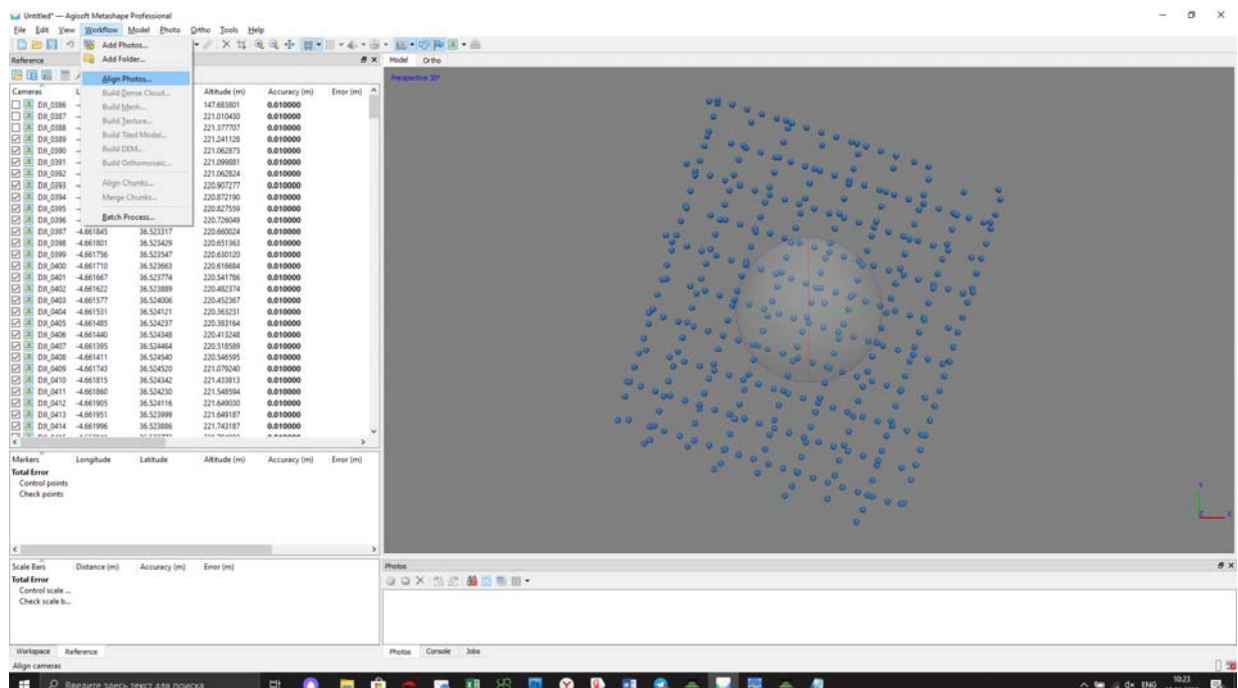 Untitled* — Agisoft Metashape Professional
File Edit View Workflow Model Photo Ortho Tools Help
Add Photos...
Add Folder...
Align Photos...
Build Dense Cloud...
Build Mesh...
Build Texture...
Build Tiled Model...
Build DEM...
Build Orthomosaic...
Align Chunks...
Merge Chunks...
Batch Process...
Reference
Model Ortho
Perspective 30°
Cameras Altitude (m) Accuracy (m) Error (m)
DJI_0386 147.683801 0.010000
DJI_0387 221.010430 0.010000
DJI_0388 221.377707 0.010000
DJI_0389 221.241128 0.010000
DJI_0390 221.062873 0.010000
DJI_0391 221.099881 0.010000
DJI_0392 221.062824 0.010000
DJI_0393 220.907277 0.010000
DJI_0394 220.872190 0.010000
DJI_0395 220.827559 0.010000
DJI_0396 220.726049 0.010000
DJI_0397 -4.661845 36.523317 220.660024 0.010000
DJI_0398 -4.661801 36.523429 220.651363 0.010000
DJI_0399 -4.661756 36.523547 220.630120 0.010000
DJI_0400 -4.661710 36.523663 220.616684 0.010000
DJI_0401 -4.661667 36.523774 220.541786 0.010000
DJI_0402 -4.661622 36.523889 220.482374 0.010000
DJI_0403 -4.661577 36.524006 220.452367 0.010000
DJI_0404 -4.661531 36.524121 220.363231 0.010000
DJI_0405 -4.661485 36.524237 220.383164 0.010000
DJI_0406 -4.661440 36.524348 220.413248 0.010000
DJI_0407 -4.661395 36.524464 220.518589 0.010000
DJI_0408 -4.661411 36.524540 220.546595 0.010000
DJI_0409 -4.661743 36.524520 221.079240 0.010000
DJI_0410 -4.661815 36.524342 221.433813 0.010000
DJI_0411 -4.661860 36.524230 221.548594 0.010000
DJI_0412 -4.661905 36.524116 221.649030 0.010000
DJI_0413 -4.661951 36.523999 221.649187 0.010000
DJI_0414 -4.661996 36.523886 221.743187 0.010000
Markers Longitude Latitude Altitude (m) Accuracy (m) Error (m)
Total Error
Control points
Check points
Scale Bars Distance (m) Accuracy (m) Error (m)
Total Error
Control scale ...
Check scale b...
Photos
Y
X
Workspace Reference
Photos Console Jobs
Align cameras
Введите здесь текст для поиска
ENG
10:23